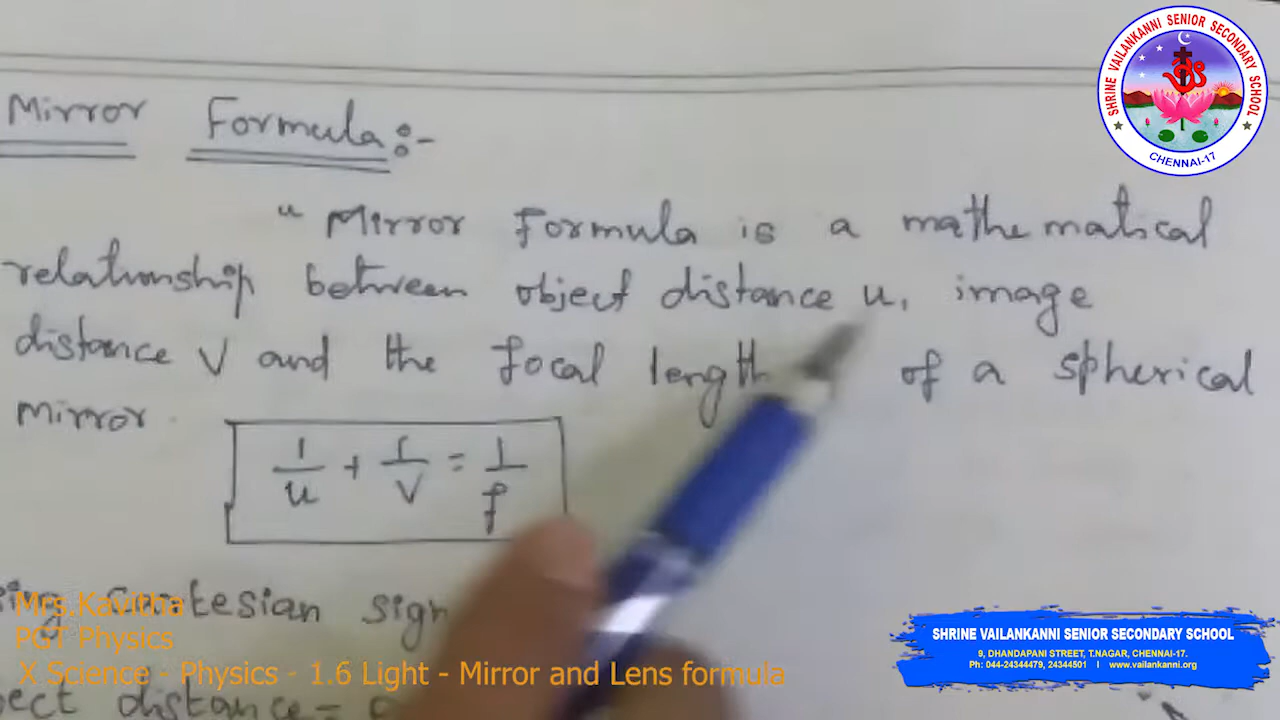 Mirror Formula:-
" Mirror formula is a mathematical
relationship between object distance u, image
distance v and the focal length of a spherical
mirror.
1/u + 1/v = 1/f
cartesian sign
distance =
Mrs.Kavitha
PGT Physics
X Science - Physics - 1.6 Light - Mirror and Lens formula
SHRINE VAILANKANNI SENIOR SECONDARY SCHOOL
CHENNAI-17
SHRINE VAILANKANNI SENIOR SECONDARY SCHOOL
9, DHANDAPANI STREET, T.NAGAR, CHENNAI-17.
Ph: 044-24344479, 24344501 | www.vailankanni.org